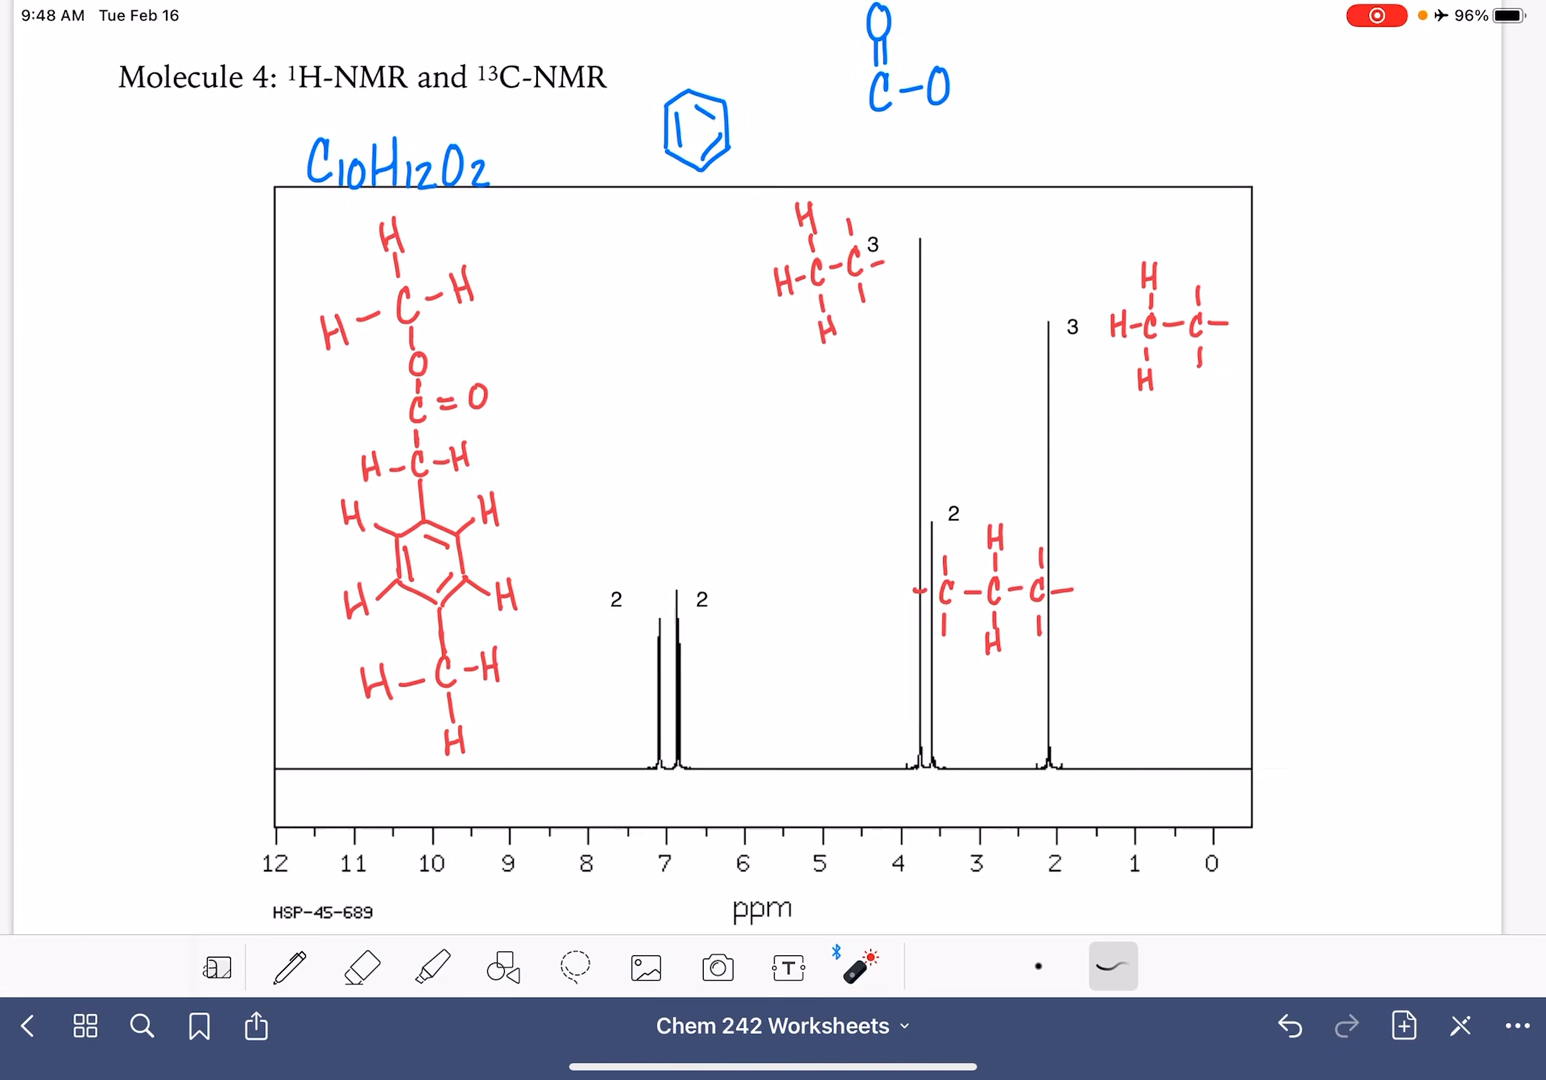 9:48 AM Tue Feb 16
96%
Molecule 4: ¹H-NMR and ¹³C-NMR
O
C-O
C10H12O2
H
H-C-H
O
C=O
H-C-H
H H
H H
H-C-H
H
H
H-C-C-
H
3
H
H-C-C-
H
3
2
H
-C-C-C-
H
2 2
12 11 10 9 8 7 6 5 4 3 2 1 0
HSP-45-689
ppm
a
T
Chem 242 Worksheets